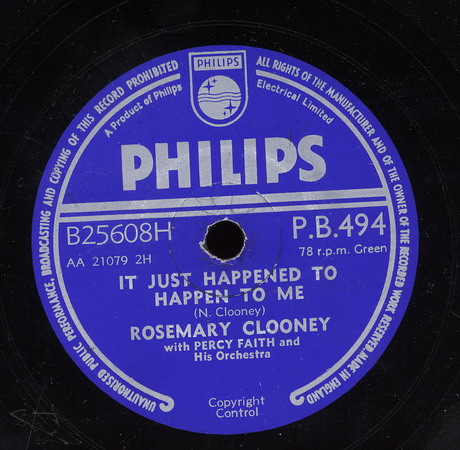 PHILIPS
UNAUTHORISED PUBLIC PERFORMANCE, BROADCASTING AND COPYING OF THIS RECORD PROHIBITED
ALL RIGHTS OF THE MANUFACTURER AND OF THE OWNER OF THE RECORDED WORK RESERVED MADE IN ENGLAND
A Product of Philips
Electrical Limited
PHILIPS
B25608H
P.B.494
AA 21079 2H
78 r.p.m. Green
IT JUST HAPPENED TO
HAPPEN TO ME
(N. Clooney)
ROSEMARY CLOONEY
with PERCY FAITH and
His Orchestra
Copyright
Control